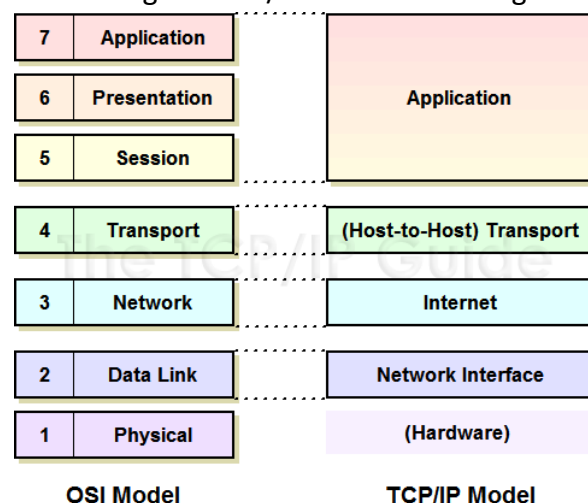 7 Application
6 Presentation
5 Session
Application
4 Transport
(Host-to-Host) Transport
The TCP/IP Guide
3 Network
Internet
2 Data Link
Network Interface
1 Physical
(Hardware)
OSI Model
TCP/IP Model